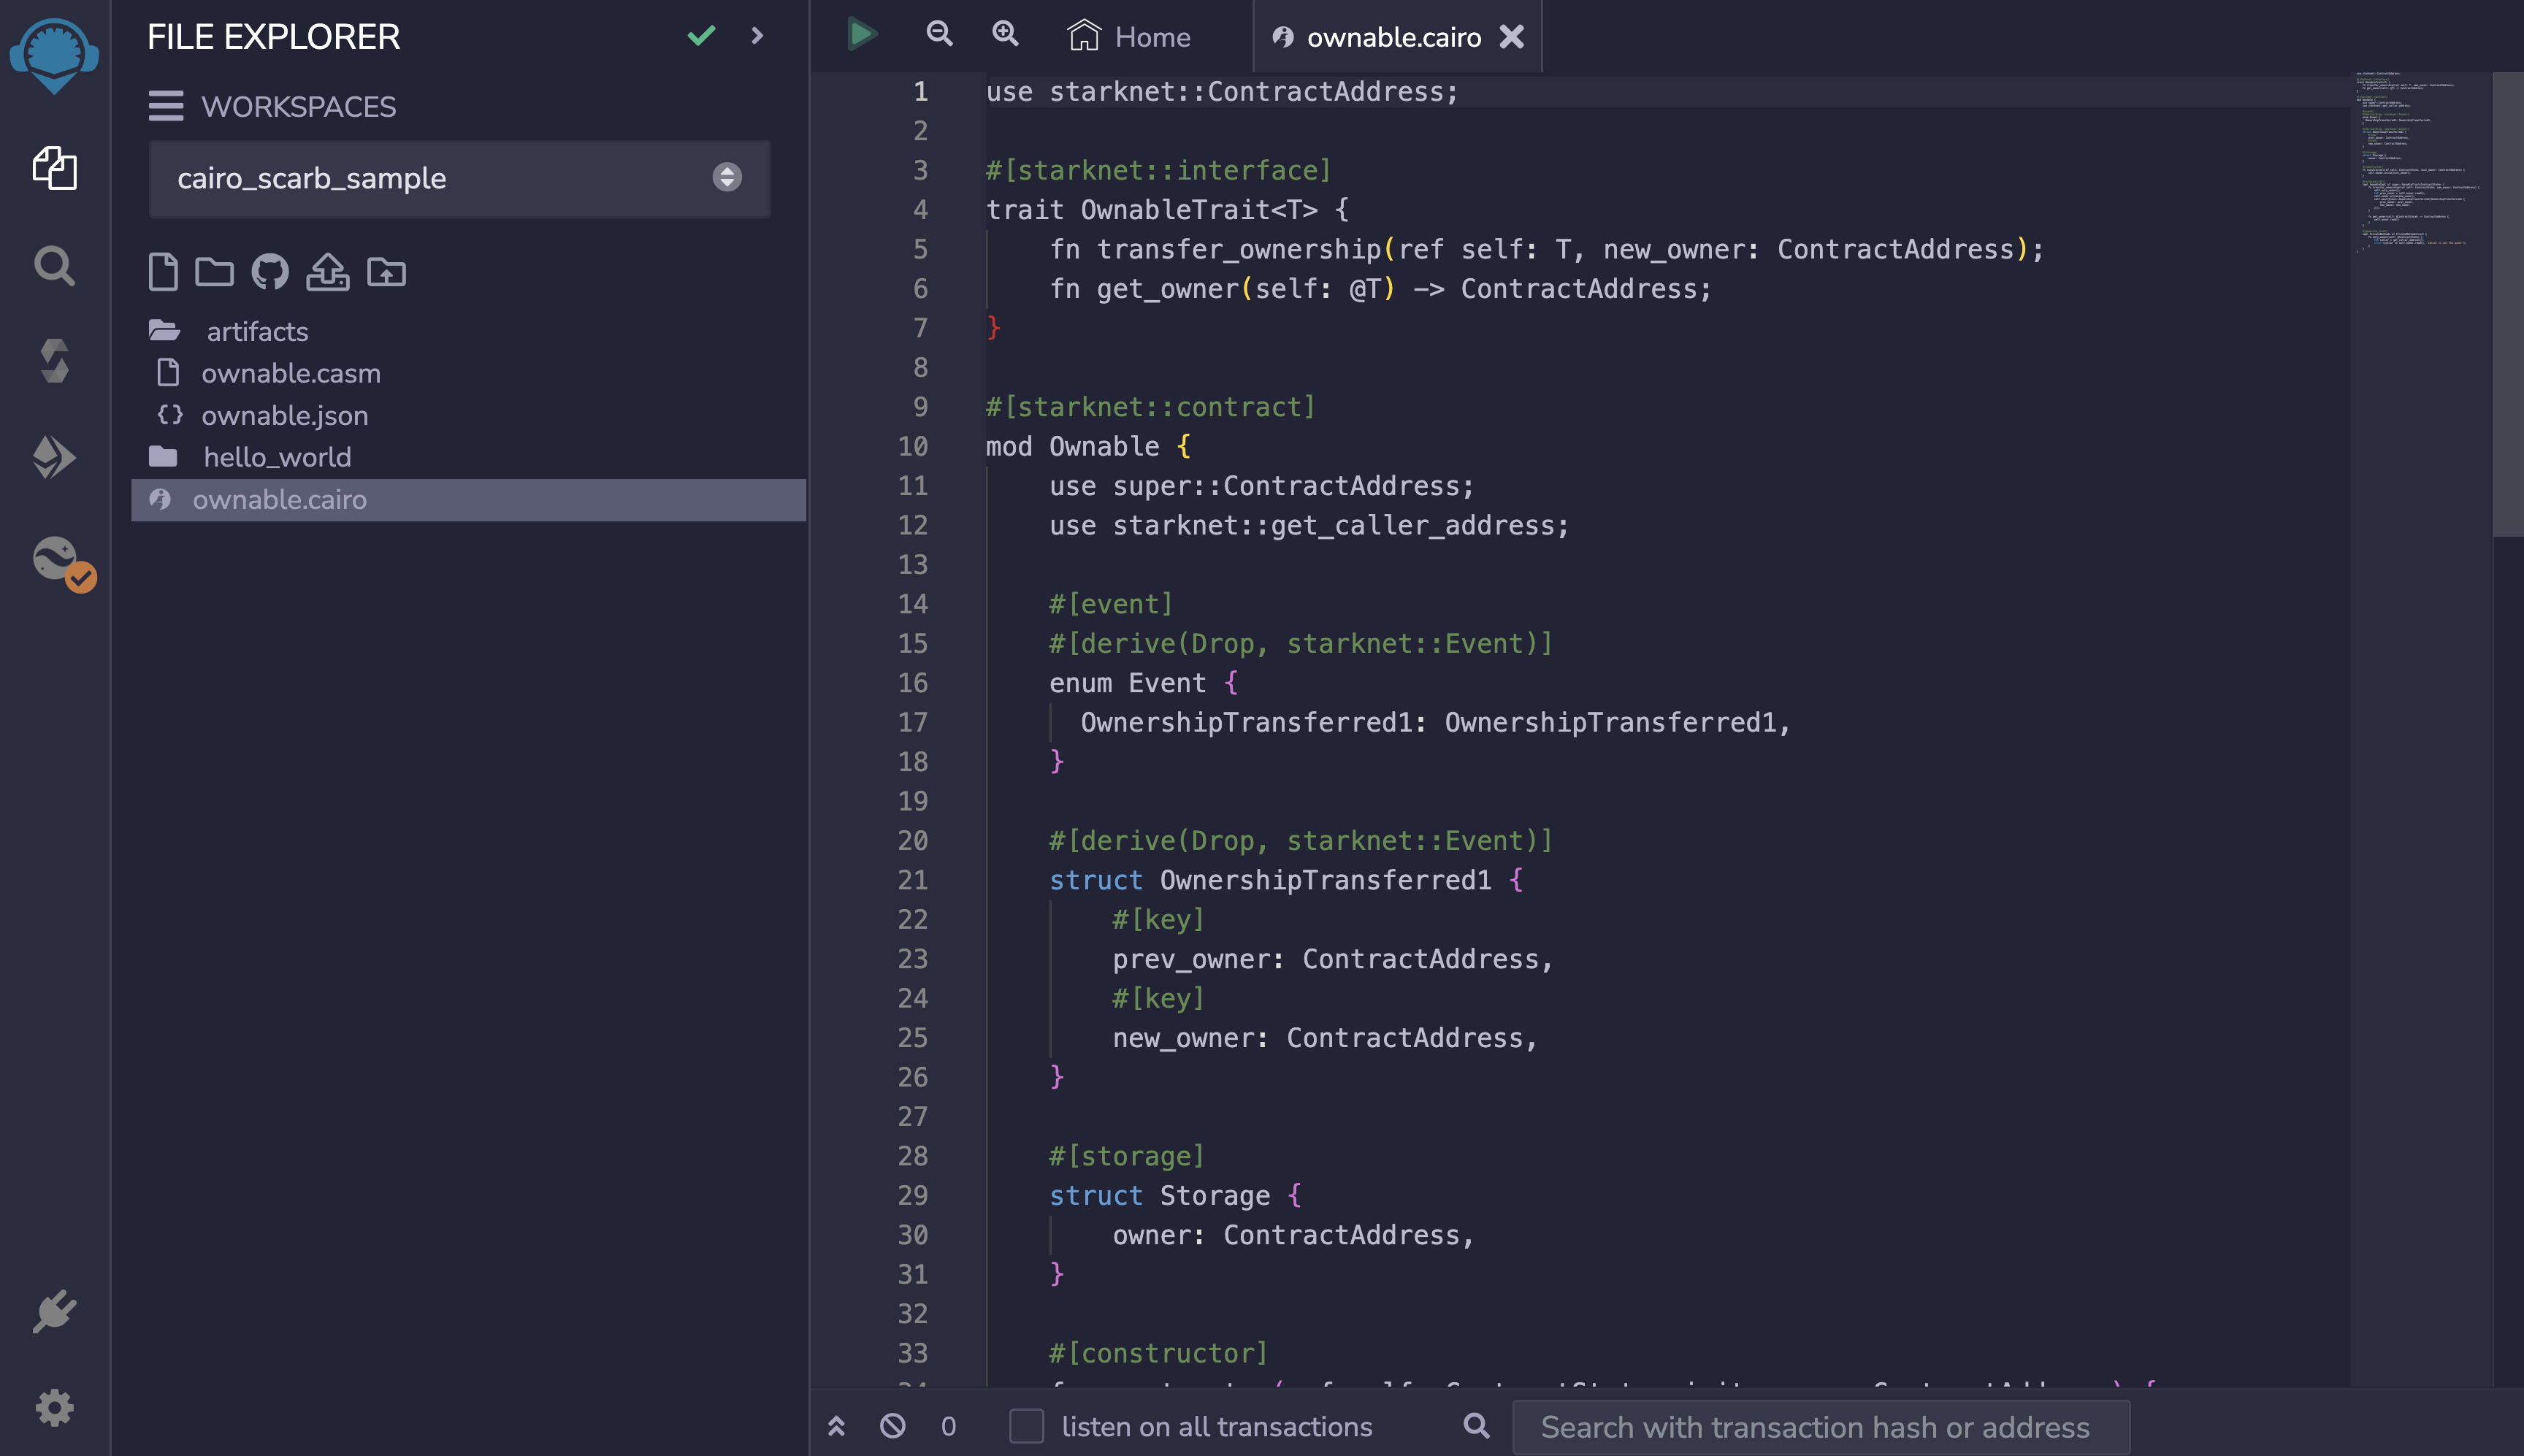 FILE EXPLORER
WORKSPACES
cairo_scarb_sample
artifacts
ownable.casm
ownable.json
hello_world
ownable.cairo
Home
ownable.cairo
1 use starknet::ContractAddress;
2
3 #[starknet::interface]
4 trait OwnableTrait<T> {
5     fn transfer_ownership(ref self: T, new_owner: ContractAddress);
6     fn get_owner(self: @T) -> ContractAddress;
7 }
8
9 #[starknet::contract]
10 mod Ownable {
11     use super::ContractAddress;
12     use starknet::get_caller_address;
13
14     #[event]
15     #[derive(Drop, starknet::Event)]
16     enum Event {
17       OwnershipTransferred1: OwnershipTransferred1,
18     }
19
20     #[derive(Drop, starknet::Event)]
21     struct OwnershipTransferred1 {
22         #[key]
23         prev_owner: ContractAddress,
24         #[key]
25         new_owner: ContractAddress,
26     }
27
28     #[storage]
29     struct Storage {
30         owner: ContractAddress,
31     }
32
33     #[constructor]
0
listen on all transactions
Search with transaction hash or address